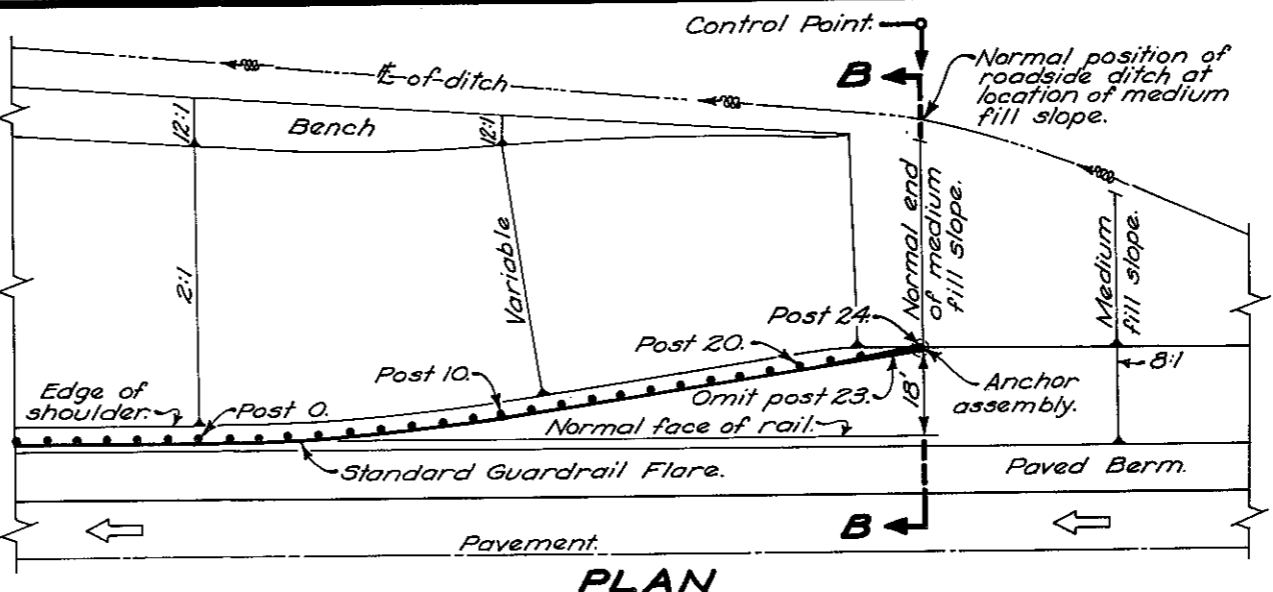 Control Point.
B
Normal position of
roadside ditch at
location of medium
fill slope.
℄ of ditch
12:1
Bench
12:1
2:1
Variable
Normal end
of medium
fill slope.
Medium
fill slope.
Post 24.
Post 20.
Post 10.
Edge of
shoulder.
Post 0.
Omit post 23.
18'
Anchor
assembly.
8:1
Normal face of rail.
Standard Guardrail Flare.
Paved Berm.
B
Pavement.
PLAN